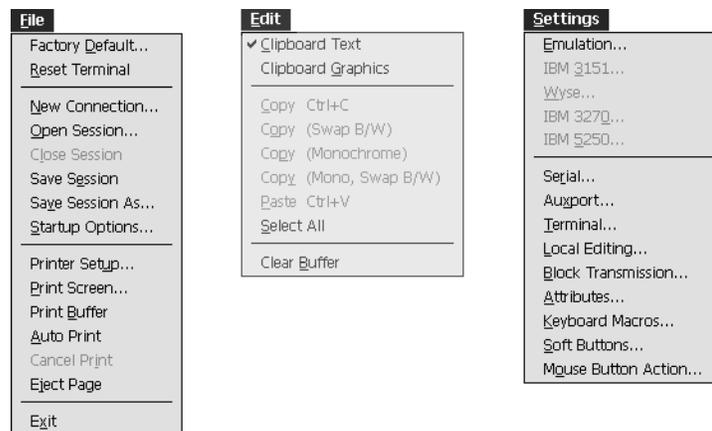 File
Factory Default...
Reset Terminal
New Connection...
Open Session...
Close Session
Save Session
Save Session As...
Startup Options...
Printer Setup...
Print Screen...
Print Buffer
Auto Print
Cancel Print
Eject Page
Exit
Edit
✔ Clipboard Text
Clipboard Graphics
Copy Ctrl+C
Copy (Swap B/W)
Copy (Monochrome)
Copy (Mono, Swap B/W)
Paste Ctrl+V
Select All
Clear Buffer
Settings
Emulation...
IBM 3151...
Wyse...
IBM 3270...
IBM 5250...
Serial...
Auxport...
Terminal...
Local Editing...
Block Transmission...
Attributes...
Keyboard Macros...
Soft Buttons...
Mouse Button Action...